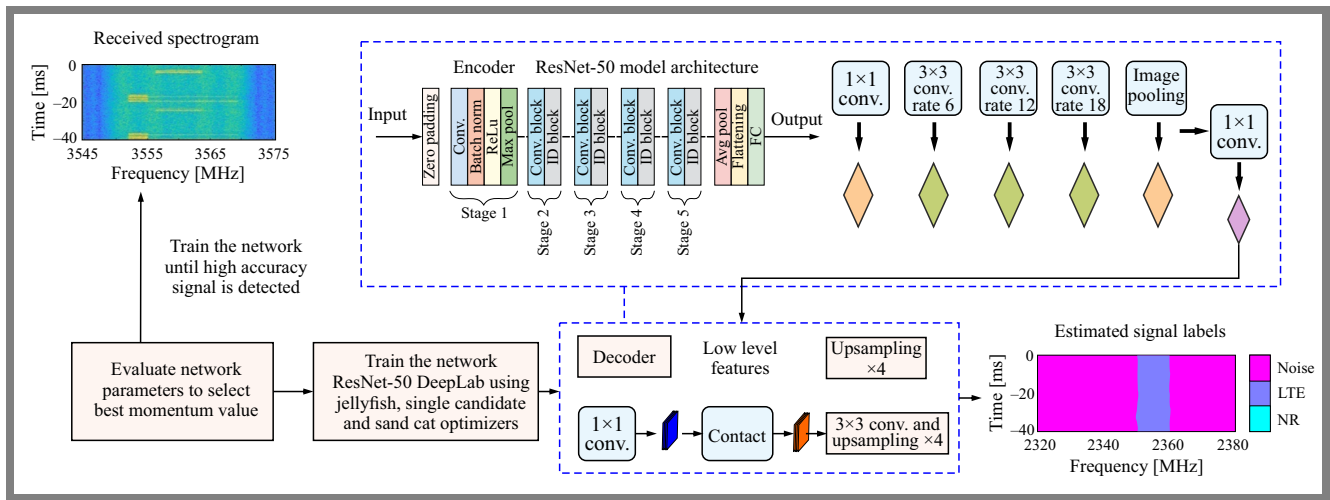 Received spectrogram
Time [ms]
0
–20
–40
3545
3555
3565
3575
Frequency [MHz]
Train the network
until high accuracy
signal is detected
Evaluate network
parameters to select
best momentum value
Train the network
ResNet-50 DeepLab using
jellyfish, single candidate
and sand cat optimizers
Encoder
ResNet-50 model architecture
Input
Zero padding
Conv.
Batch norm
ReLu
Max pool
Stage 1
Conv. block
ID block
Stage 2
Conv. block
ID block
Stage 3
Conv. block
ID block
Stage 4
Conv. block
ID block
Stage 5
Avg pool
Flattening
FC
Output
1×1
conv.
3×3
conv.
rate 6
3×3
conv.
rate 12
3×3
conv.
rate 18
Image
pooling
1×1
conv.
Decoder
Low level
features
Upsampling
×4
1×1
conv.
Contact
3×3 conv. and
upsampling ×4
Estimated signal labels
Time [ms]
0
–20
–40
2320
2340
2360
2380
Frequency [MHz]
Noise
LTE
NR